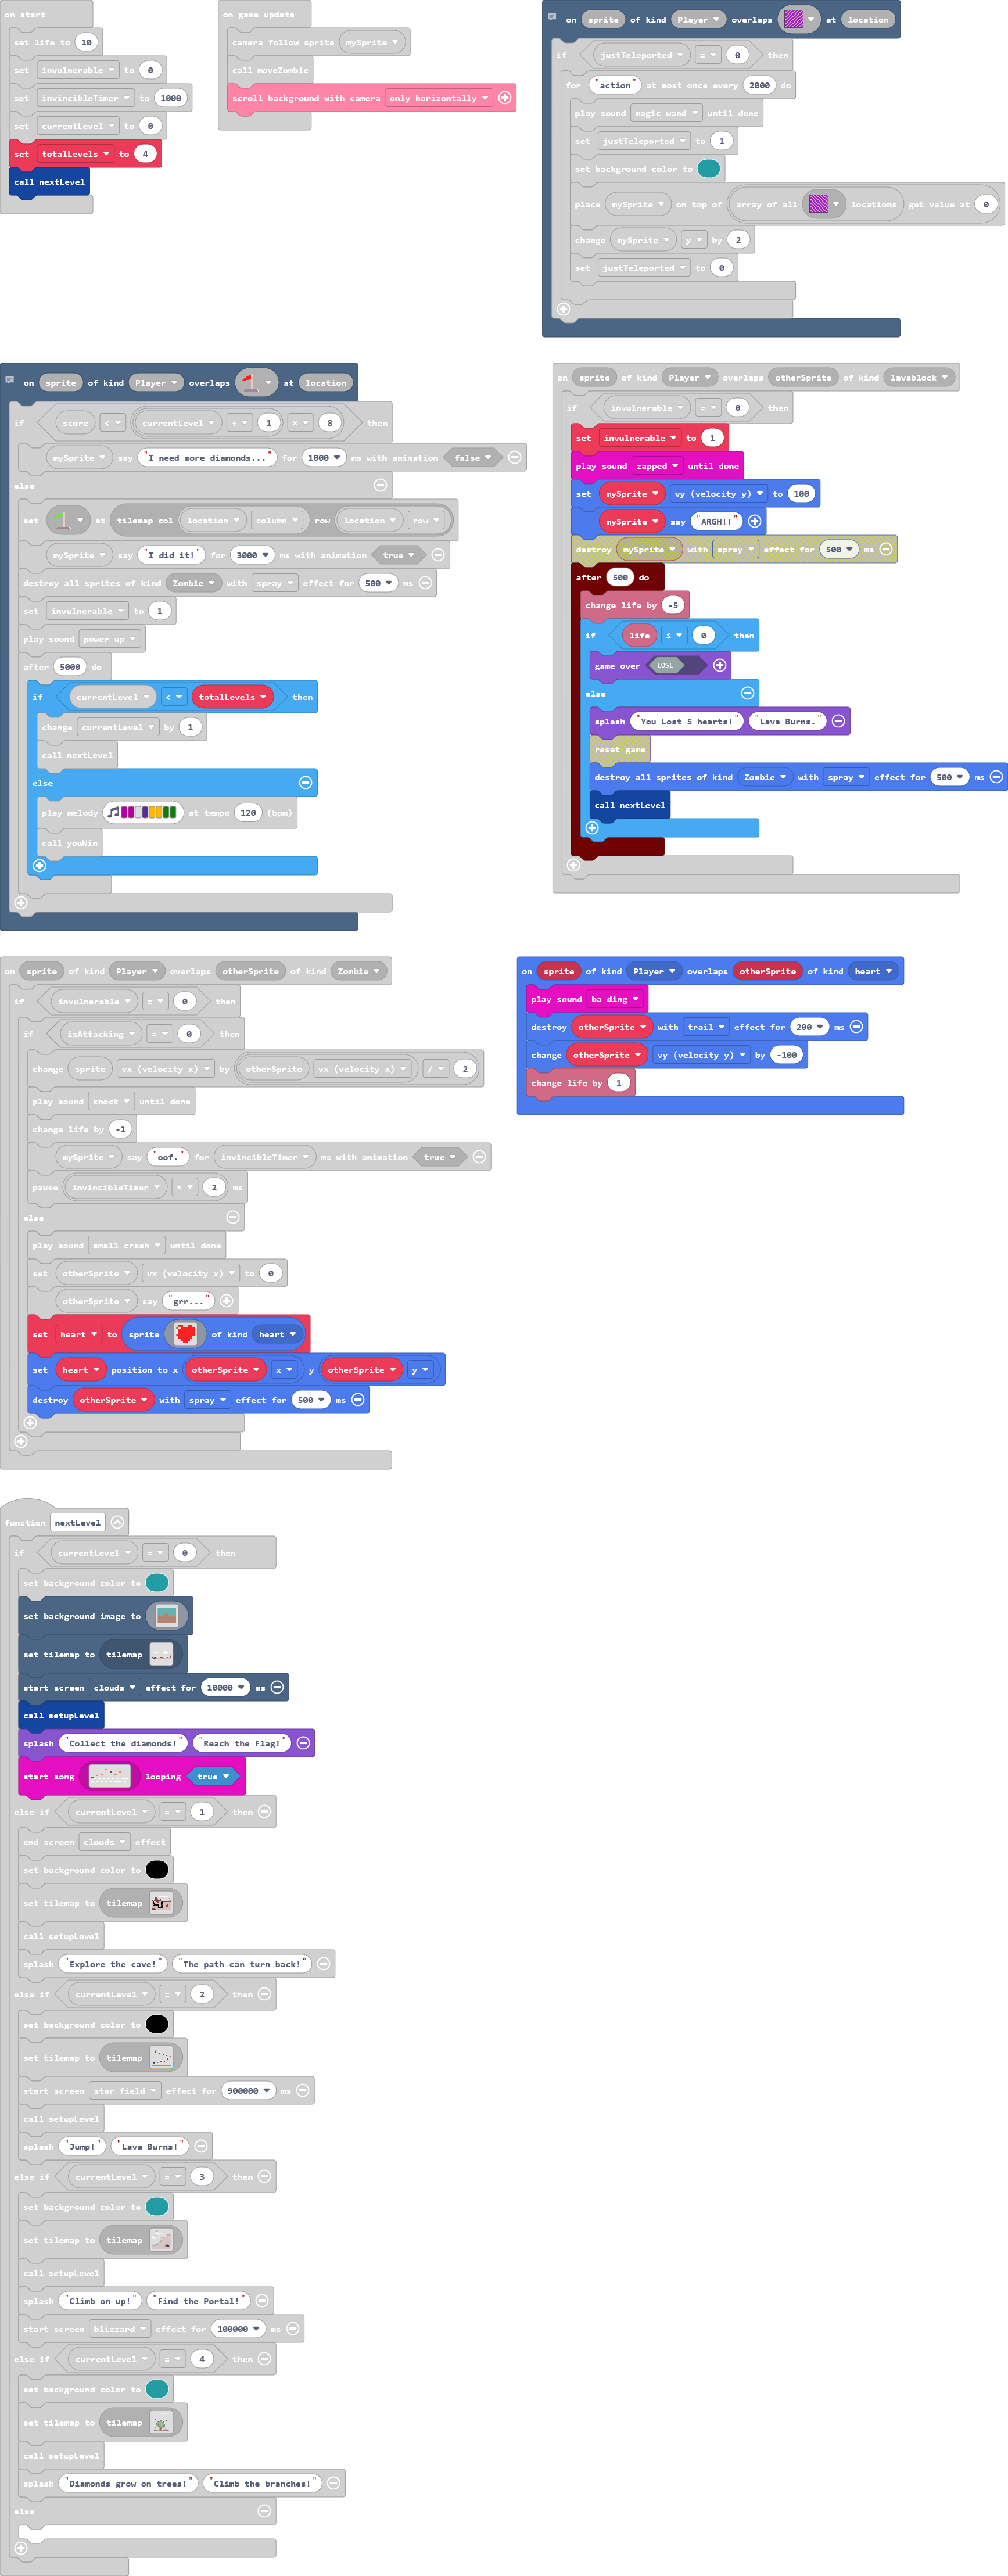 on start
set life to 10
set invulnerable to 0
set invincibleTimer to 1000
set currentLevel to 0
set totalLevels to 4
call nextLevel
on game update
camera follow sprite mySprite
call moveZombie
scroll background with camera only horizontally
on sprite of kind Player overlaps at location
if justTeleported = 0 then
for "action" at most once every 2000 do
play sound magic wand until done
set justTeleported to 1
set background color to
place mySprite on top of array of all locations get value at 0
change mySprite y by 2
set justTeleported to 0
on sprite of kind Player overlaps at location
if score < currentLevel + 1 × 8 then
mySprite say "I need more diamonds..." for 1000 ms with animation false
else
set at tilemap col location column row location row
mySprite say "I did it!" for 3000 ms with animation true
destroy all sprites of kind Zombie with spray effect for 500 ms
set invulnerable to 1
play sound power up
after 5000 do
if currentLevel < totalLevels then
change currentLevel by 1
call nextLevel
else
play melody at tempo 120 (bpm)
call youWin
on sprite of kind Player overlaps otherSprite of kind lavablock
if invulnerable = 0 then
set invulnerable to 1
play sound zapped until done
set mySprite vy (velocity y) to 100
mySprite say "ARGH!!"
destroy mySprite with spray effect for 500 ms
after 500 do
change life by -5
if life ≤ 0 then
game over LOSE
else
splash "You Lost 5 hearts!" "Lava Burns."
reset game
destroy all sprites of kind Zombie with spray effect for 500 ms
call nextLevel
on sprite of kind Player overlaps otherSprite of kind Zombie
if invulnerable = 0 then
if isAttacking = 0 then
change sprite vx (velocity x) by otherSprite vx (velocity x) / 2
play sound knock until done
change life by -1
mySprite say "oof." for invincibleTimer ms with animation true
pause invincibleTimer × 2 ms
else
play sound small crash until done
set otherSprite vx (velocity x) to 0
otherSprite say "grr..."
set heart to sprite of kind heart
set heart position to x otherSprite x y otherSprite y
destroy otherSprite with spray effect for 500 ms
on sprite of kind Player overlaps otherSprite of kind heart
play sound ba ding
destroy otherSprite with trail effect for 200 ms
change otherSprite vy (velocity y) by -100
change life by 1
function nextLevel
if currentLevel = 0 then
set background color to
set background image to
set tilemap to tilemap
start screen clouds effect for 10000 ms
call setupLevel
splash "Collect the diamonds!" "Reach the Flag!"
start song looping true
else if currentLevel = 1 then
end screen clouds effect
set background color to
set tilemap to tilemap
call setupLevel
splash "Explore the cave!" "The path can turn back!"
else if currentLevel = 2 then
set background color to
set tilemap to tilemap
start screen star field effect for 900000 ms
call setupLevel
splash "Jump!" "Lava Burns!"
else if currentLevel = 3 then
set background color to
set tilemap to tilemap
call setupLevel
splash "Climb on up!" "Find the Portal!"
start screen blizzard effect for 100000 ms
else if currentLevel = 4 then
set background color to
set tilemap to tilemap
call setupLevel
splash "Diamonds grow on trees!" "Climb the branches!"
else